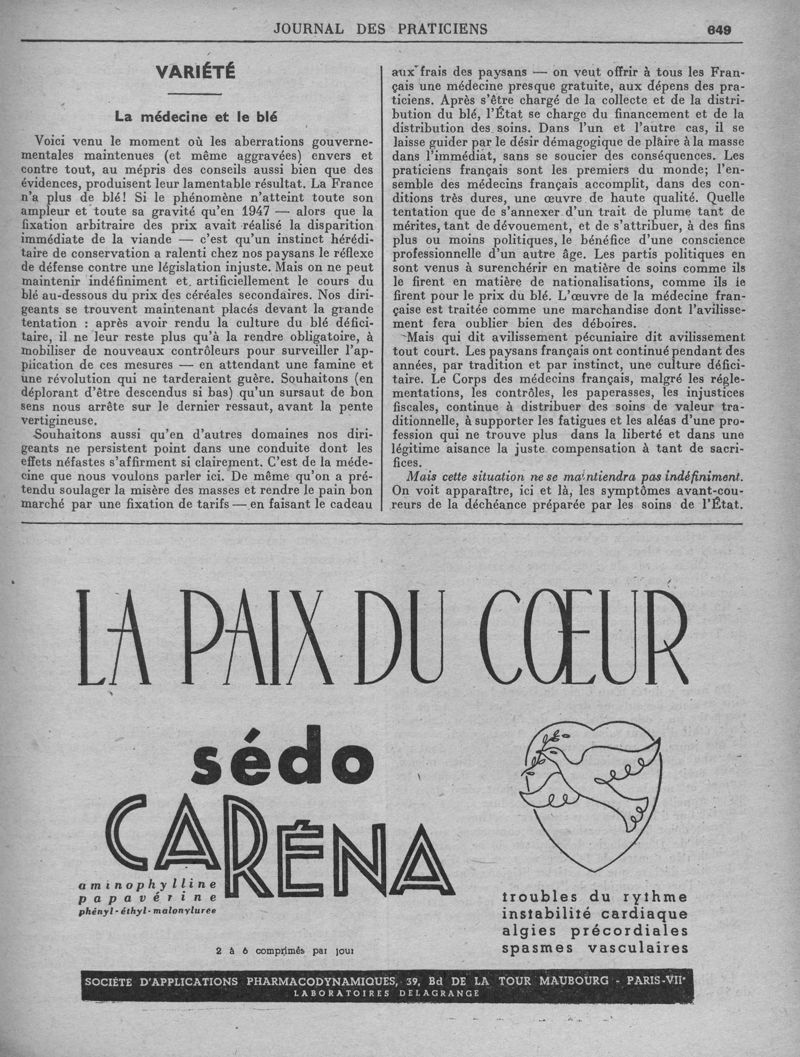 JOURNAL DES PRATICIENS 649
VARIÉTÉ
La médecine et le blé
Voici venu le moment où les aberrations gouverne-
mentales maintenues (et même aggravées) envers et
contre tout, au mépris des conseils aussi bien que des
évidences, produisent leur lamentable résultat. La France
n'a plus de blé! Si le phénomène n'atteint toute son
ampleur et toute sa gravité qu'en 1947 — alors que la
fixation arbitraire des prix avait réalisé la disparition
immédiate de la viande — c'est qu'un instinct hérédi-
taire de conservation a ralenti chez nos paysans le réflexe
de défense contre une législation injuste. Mais on ne peut
maintenir indéfiniment et artificiellement le cours du
blé au-dessous du prix des céréales secondaires. Nos diri-
geants se trouvent maintenant placés devant la grande
tentation : après avoir rendu la culture du blé défici-
taire, il ne leur reste plus qu'à la rendre obligatoire, à
mobiliser de nouveaux contrôleurs pour surveiller l'ap-
plication de ces mesures — en attendant une famine et
une révolution qui ne tarderaient guère. Souhaitons (en
déplorant d'être descendus si bas) qu'un sursaut de bon
sens nous arrête sur le dernier ressaut, avant la pente
vertigineuse.
Souhaitons aussi qu'en d'autres domaines nos diri-
geants ne persistent point dans une conduite dont les
effets néfastes s'affirment si clairement. C'est de la méde-
cine que nous voulons parler ici. De même qu'on a pré-
tendu soulager la misère des masses et rendre le pain bon
marché par une fixation de tarifs — en faisant le cadeau
aux frais des paysans — on veut offrir à tous les Fran-
çais une médecine presque gratuite, aux dépens des pra-
ticiens. Après s'être chargé de la collecte et de la distri-
bution du blé, l'État se charge du financement et de la
distribution des soins. Dans l'un et l'autre cas, il se
laisse guider par le désir démagogique de plaire à la masse
dans l'immédiat, sans se soucier des conséquences. Les
praticiens français sont les premiers du monde; l'en-
semble des médecins français accomplit, dans des con-
ditions très dures, une œuvre de haute qualité. Quelle
tentation que de s'annexer d'un trait de plume tant de
mérites, tant de dévouement, et de s'attribuer, à des fins
plus ou moins politiques, le bénéfice d'une conscience
professionnelle d'un autre âge. Les partis politiques en
sont venus à surenchérir en matière de soins comme ils
le firent en matière de nationalisations, comme ils le
firent pour le prix du blé. L'œuvre de la médecine fran-
çaise est traitée comme une marchandise dont l'avilisse-
ment fera oublier bien des déboires.
Mais qui dit avilissement pécuniaire dit avilissement
tout court. Les paysans français ont continué pendant des
années, par tradition et par instinct, une culture défici-
taire. Le Corps des médecins français, malgré les régle-
mentations, les contrôles, les paperasses, les injustices
fiscales, continue à distribuer des soins de valeur tra-
ditionnelle, à supporter les fatigues et les aléas d'une pro-
fession qui ne trouve plus dans la liberté et dans une
légitime aisance la juste compensation à tant de sacri-
fices.
Mais cette situation ne se maintiendra pas indéfiniment.
On voit apparaître, ici et là, les symptômes avant-cou-
reurs de la déchéance préparée par les soins de l'État.
LA PAIX DU CŒUR
sédo
CARÉNA
aminophylline
papavérine
phényl-éthyl-malonyluree
2 à 6 comprimés par jour
troubles du rythme
instabilité cardiaque
algies précordiales
spasmes vasculaires
SOCIÉTÉ D'APPLICATIONS PHARMACODYNAMIQUES, 39, Bd DE LA TOUR MAUBOURG - PARIS-VIIe
LABORATOIRES DELAGRANGE